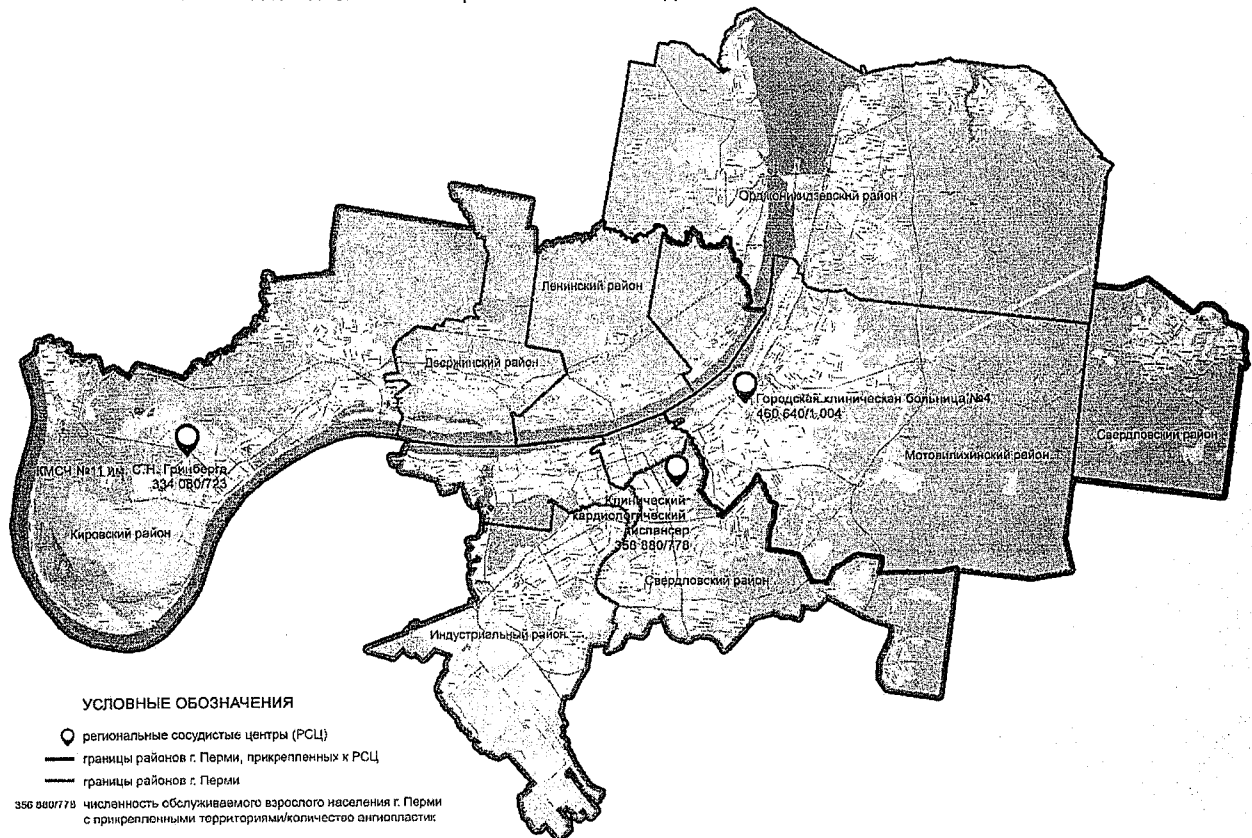 Орджоникидзевский район
Ленинский район
Дзержинский район
Городская клиническая больница №4
460 640/1 004
Свердловский район
Мотовилихинский район
КМСЧ №11 им. С.Н. Гринберга
334 080/723
Клинический
кардиологический
диспансер
356 880/778
Кировский район
Свердловский район
Индустриальный район
УСЛОВНЫЕ ОБОЗНАЧЕНИЯ
региональные сосудистые центры (РСЦ)
границы районов г. Перми, прикрепленных к РСЦ
границы районов г. Перми
356 880/778 численность обслуживаемого взрослого населения г. Перми
с прикрепленными территориями/количество ангиопластик